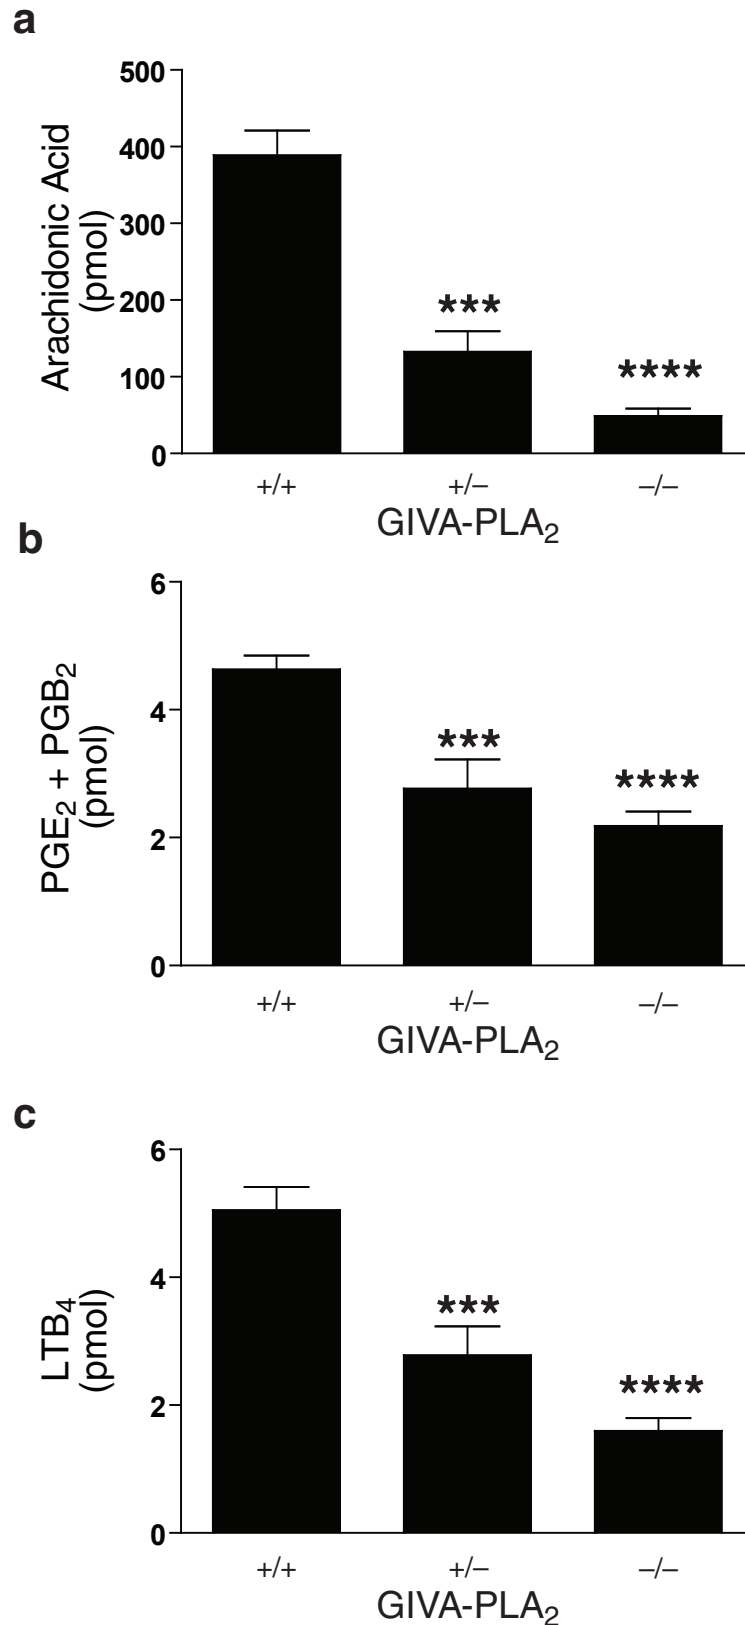 a
500
400
300
200
100
0
Arachidonic Acid
(pmol)
***
****
+/+ +/– –/–
GIVA-PLA₂
b
6
4
2
0
PGE₂ + PGB₂
(pmol)
***
****
+/+ +/– –/–
GIVA-PLA₂
c
6
4
2
0
LTB₄
(pmol)
***
****
+/+ +/– –/–
GIVA-PLA₂